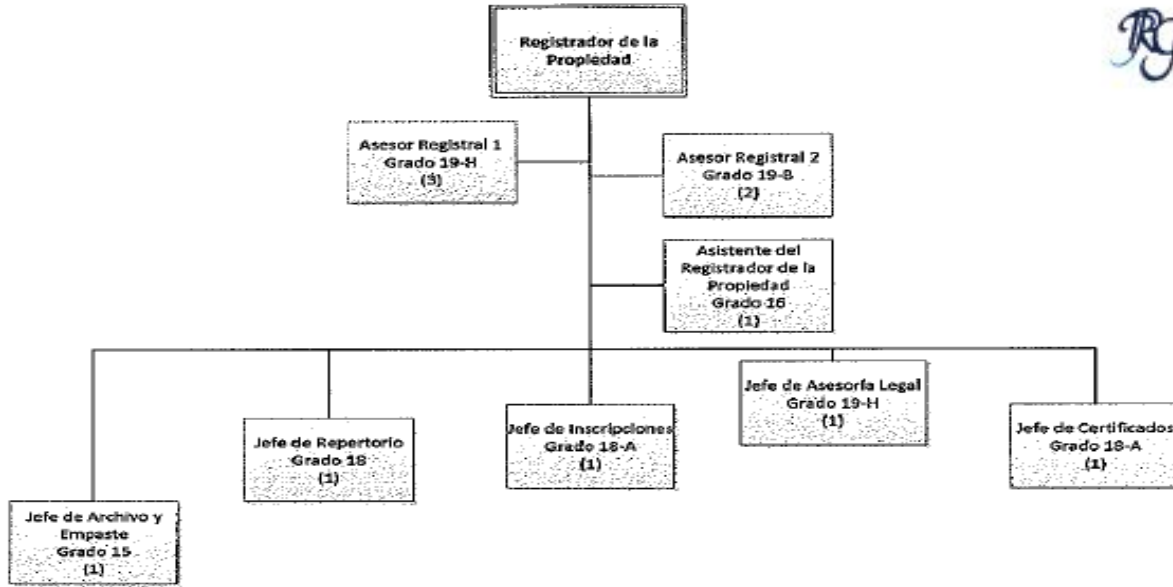 Registrador de la
Propiedad
Asesor Registral 1
Grado 19-H
(3)
Asesor Registral 2
Grado 19-B
(2)
Asistente del
Registrador de la
Propiedad
Grado 16
(1)
Jefe de Archivo y
Empaste
Grado 15
(1)
Jefe de Repertorio
Grado 18
(1)
Jefe de Inscripciones
Grado 18-A
(1)
Jefe de Asesoría Legal
Grado 19-H
(1)
Jefe de Certificados
Grado 18-A
(1)